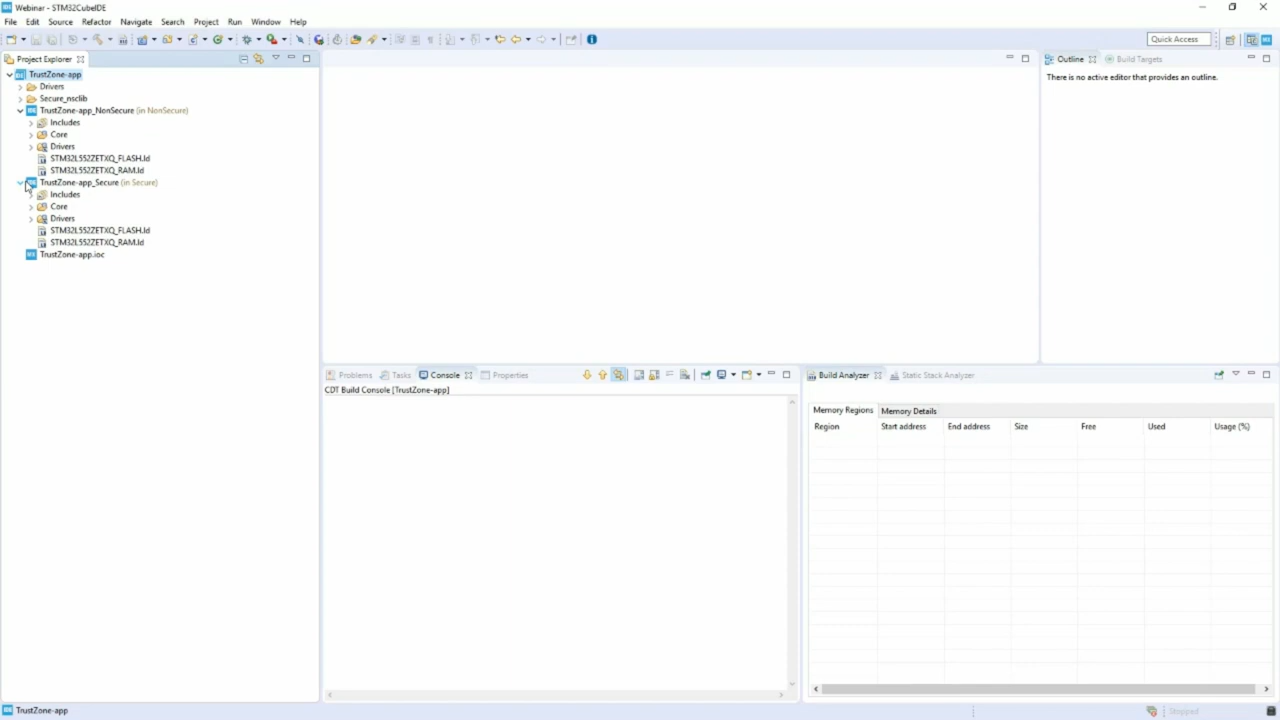 Webinar - STM32CubeIDE
File Edit Source Refactor Navigate Search Project Run Window Help
Quick Access
Project Explorer
TrustZone-app
Drivers
Secure_nsclib
TrustZone-app_NonSecure (in NonSecure)
Includes
Core
Drivers
STM32L552ZETXQ_FLASH.ld
STM32L552ZETXQ_RAM.ld
TrustZone-app_Secure (in Secure)
Includes
Core
Drivers
STM32L552ZETXQ_FLASH.ld
STM32L552ZETXQ_RAM.ld
TrustZone-app.ioc
Outline Build Targets
There is no active editor that provides an outline.
Problems Tasks Console Properties
CDT Build Console [TrustZone-app]
Build Analyzer Static Stack Analyzer
Memory Regions Memory Details
Region Start address End address Size Free Used Usage (%)
TrustZone-app
Stopped